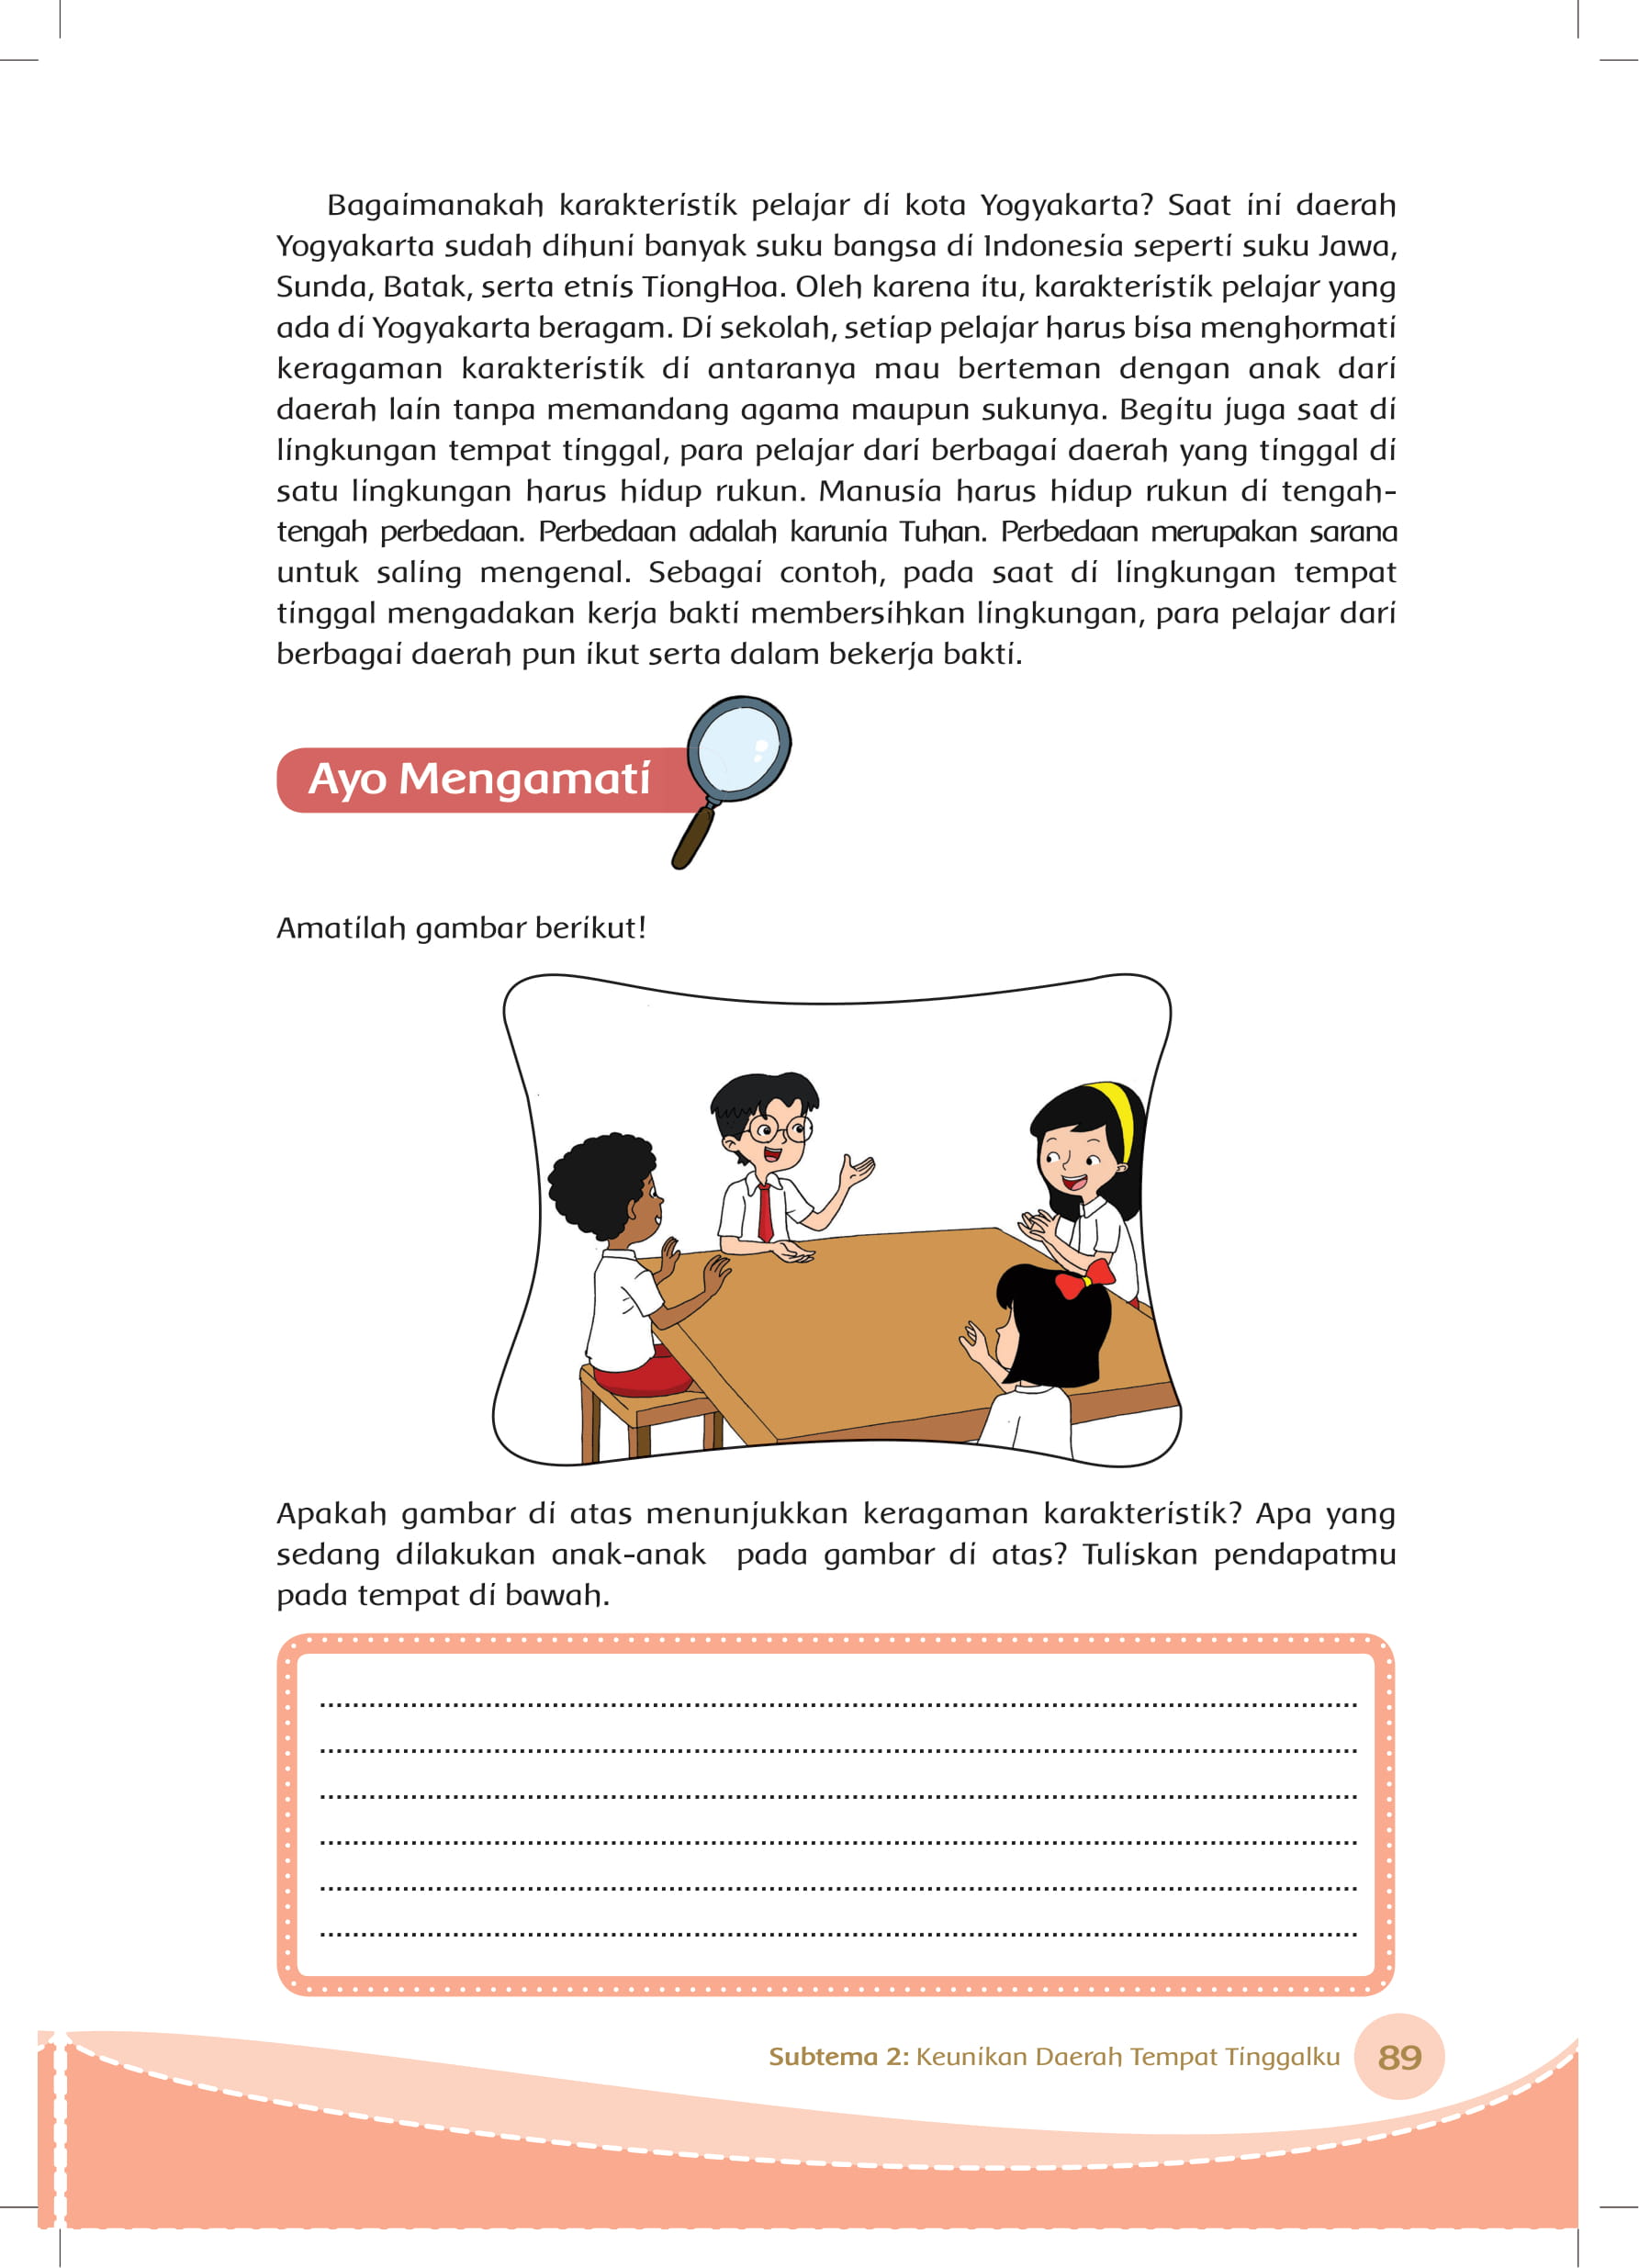 Bagaimanakah karakteristik pelajar di kota Yogyakarta? Saat ini daerah
Yogyakarta sudah dihuni banyak suku bangsa di Indonesia seperti suku Jawa,
Sunda, Batak, serta etnis TiongHoa. Oleh karena itu, karakteristik pelajar yang
ada di Yogyakarta beragam. Di sekolah, setiap pelajar harus bisa menghormati
keragaman karakteristik di antaranya mau berteman dengan anak dari
daerah lain tanpa memandang agama maupun sukunya. Begitu juga saat di
lingkungan tempat tinggal, para pelajar dari berbagai daerah yang tinggal di
satu lingkungan harus hidup rukun. Manusia harus hidup rukun di tengah-
tengah perbedaan. Perbedaan adalah karunia Tuhan. Perbedaan merupakan sarana
untuk saling mengenal. Sebagai contoh, pada saat di lingkungan tempat
tinggal mengadakan kerja bakti membersihkan lingkungan, para pelajar dari
berbagai daerah pun ikut serta dalam bekerja bakti.
Ayo Mengamati
Amatilah gambar berikut!
Apakah gambar di atas menunjukkan keragaman karakteristik? Apa yang
sedang dilakukan anak-anak pada gambar di atas? Tuliskan pendapatmu
pada tempat di bawah.
Subtema 2: Keunikan Daerah Tempat Tinggalku 89